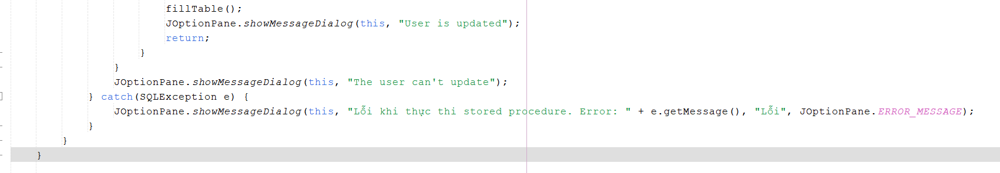 fillTable();
JOptionPane.showMessageDialog(this, "User is updated");
return;
}
}
JOptionPane.showMessageDialog(this, "The user can't update");
} catch(SQLException e) {
JOptionPane.showMessageDialog(this, "Lỗi khi thực thi stored procedure. Error: " + e.getMessage(), "Lỗi", JOptionPane.ERROR_MESSAGE);
}
}
}